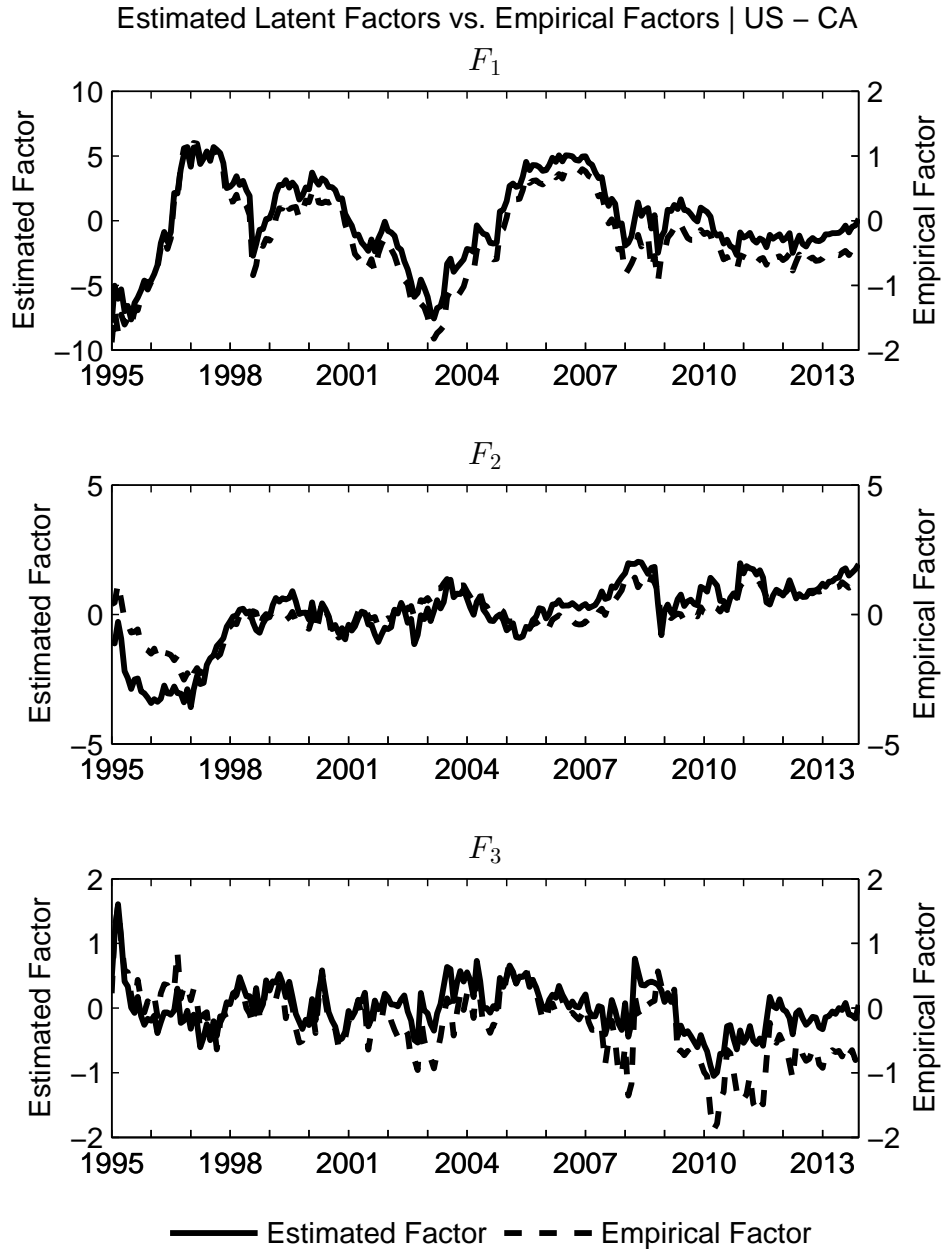 Estimated Latent Factors vs. Empirical Factors | US − CA
F1
10
5
0
−5
−10
Estimated Factor
2
1
0
−1
−2
Empirical Factor
1995 1998 2001 2004 2007 2010 2013
F2
5
0
−5
Estimated Factor
5
0
−5
Empirical Factor
1995 1998 2001 2004 2007 2010 2013
F3
2
1
0
−1
−2
Estimated Factor
2
1
0
−1
−2
Empirical Factor
1995 1998 2001 2004 2007 2010 2013
Estimated Factor Empirical Factor